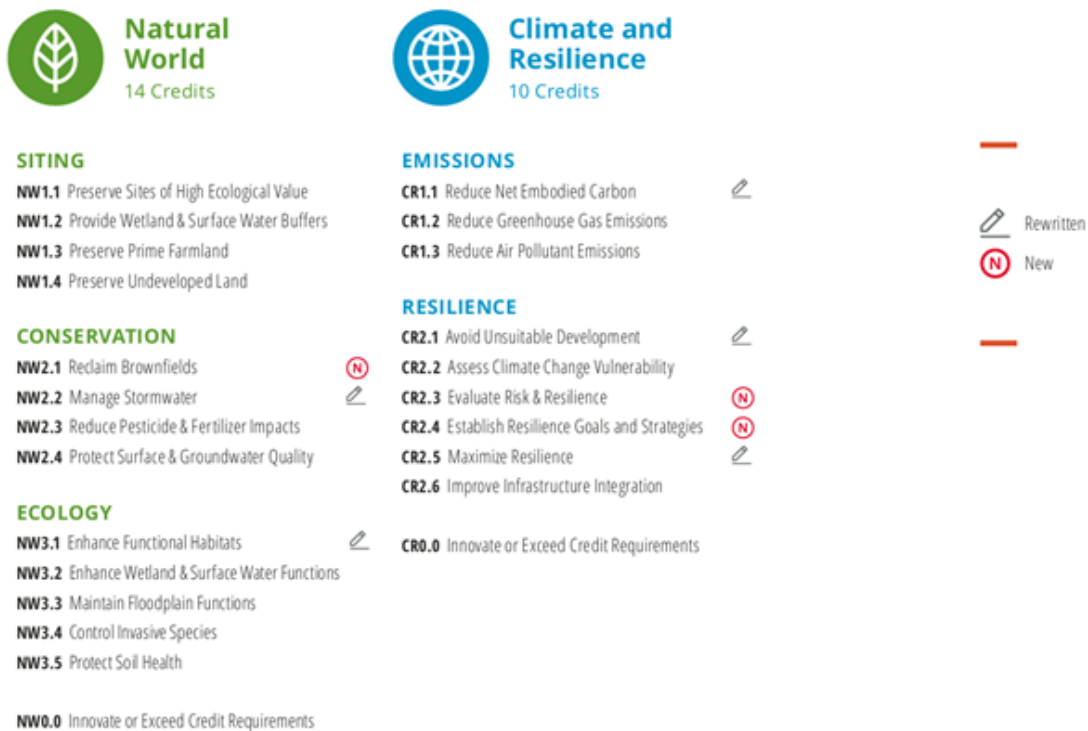 Natural
World
14 Credits
SITING
NW1.1 Preserve Sites of High Ecological Value
NW1.2 Provide Wetland & Surface Water Buffers
NW1.3 Preserve Prime Farmland
NW1.4 Preserve Undeveloped Land
CONSERVATION
NW2.1 Reclaim Brownfields N
NW2.2 Manage Stormwater
NW2.3 Reduce Pesticide & Fertilizer Impacts
NW2.4 Protect Surface & Groundwater Quality
ECOLOGY
NW3.1 Enhance Functional Habitats
NW3.2 Enhance Wetland & Surface Water Functions
NW3.3 Maintain Floodplain Functions
NW3.4 Control Invasive Species
NW3.5 Protect Soil Health
NW0.0 Innovate or Exceed Credit Requirements
Climate and
Resilience
10 Credits
EMISSIONS
CR1.1 Reduce Net Embodied Carbon
CR1.2 Reduce Greenhouse Gas Emissions
CR1.3 Reduce Air Pollutant Emissions
RESILIENCE
CR2.1 Avoid Unsuitable Development
CR2.2 Assess Climate Change Vulnerability
CR2.3 Evaluate Risk & Resilience N
CR2.4 Establish Resilience Goals and Strategies N
CR2.5 Maximize Resilience
CR2.6 Improve Infrastructure Integration
CR0.0 Innovate or Exceed Credit Requirements
Rewritten
N New